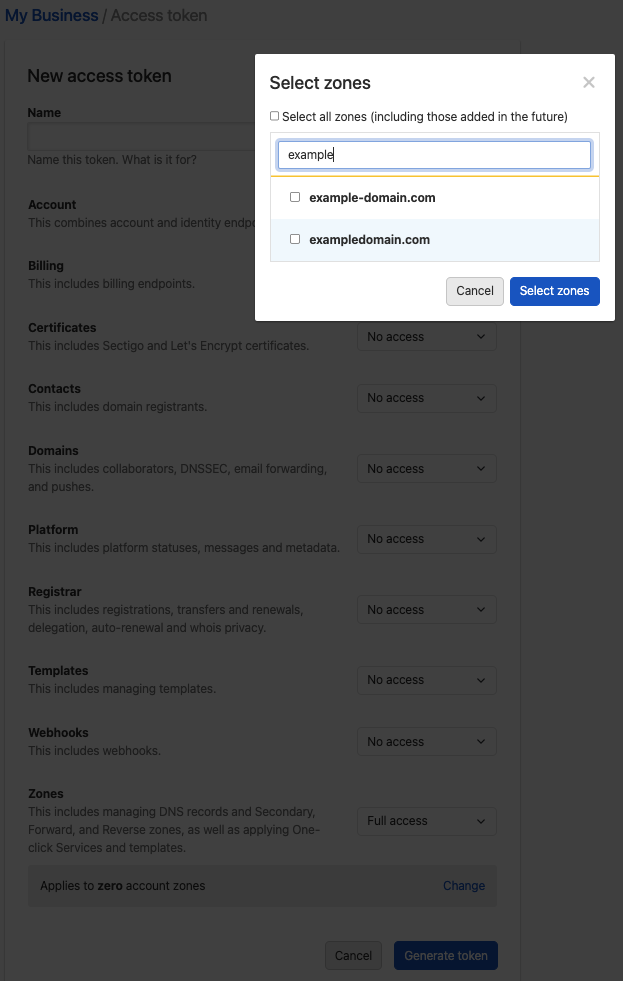 My Business / Access token
New access token
Name
Name this token. What is it for?
Account
This combines account and identity endpo
Billing
This includes billing endpoints.
Certificates
This includes Sectigo and Let's Encrypt certificates.
No access
Contacts
This includes domain registrants.
No access
Domains
This includes collaborators, DNSSEC, email forwarding,
and pushes.
No access
Platform
This includes platform statuses, messages and metadata.
No access
Registrar
This includes registrations, transfers and renewals,
delegation, auto-renewal and whois privacy.
No access
Templates
This includes managing templates.
No access
Webhooks
This includes webhooks.
No access
Zones
This includes managing DNS records and Secondary,
Forward, and Reverse zones, as well as applying One-
click Services and templates.
Full access
Applies to zero account zones
Change
Cancel
Generate token
Select zones
Select all zones (including those added in the future)
example
example-domain.com
exampledomain.com
Cancel
Select zones